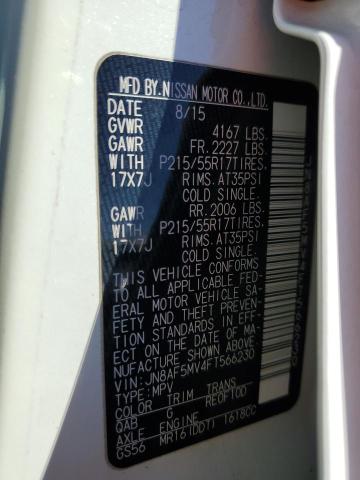 MFD BY.NISSAN MOTOR CO.,LTD.
DATE 8/15
GVWR 4167 LBS.
GAWR FR. 2227 LBS.
WITH P215/55R17TIRES,
17X7J RIMS. AT35PSI
COLD SINGLE.
GAWR RR. 2006 LBS.
WITH P215/55R17TIRES,
17X7J RIMS. AT35PSI
COLD SINGLE.
THIS VEHICLE CONFORMS
TO ALL APPLICABLE FED-
ERAL MOTOR VEHICLE SA-
FETY AND THEFT PREVEN-
TION STANDARDS IN EFF-
ECT ON THE DATE OF MA-
NUFACTURE SHOWN ABOVE.
VIN: JN8AF5MV4FT566230
TYPE: MPV
COLOR TRIM TRANS
QAB G RE0F10D
AXLE ENGINE
GS56 MR16(DDT) 1618CC